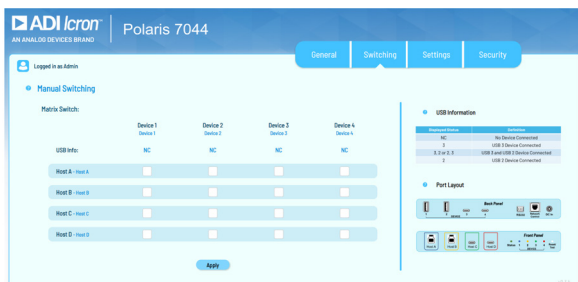 ADI Icron™
AN ANALOG DEVICES BRAND
Polaris 7044
General Switching Settings Security
Logged in as Admin
Manual Switching
Matrix Switch:
Device 1 Device 2 Device 3 Device 4
Device 1 Device 2 Device 3 Device 4
USB Info: NC NC NC NC
Host A - Host A
Host B - Host B
Host C - Host C
Host D - Host D
Apply
USB Information
Displayed Status Definition
NC No Device Connected
3 USB 3 Device Connected
3, 2 or 2, 3 USB 3 and USB 2 Device Connected
2 USB 2 Device Connected
Port Layout
Back Panel
DEVICE
Front Panel
Host A Host B Host C Host D
Status
DEVICE